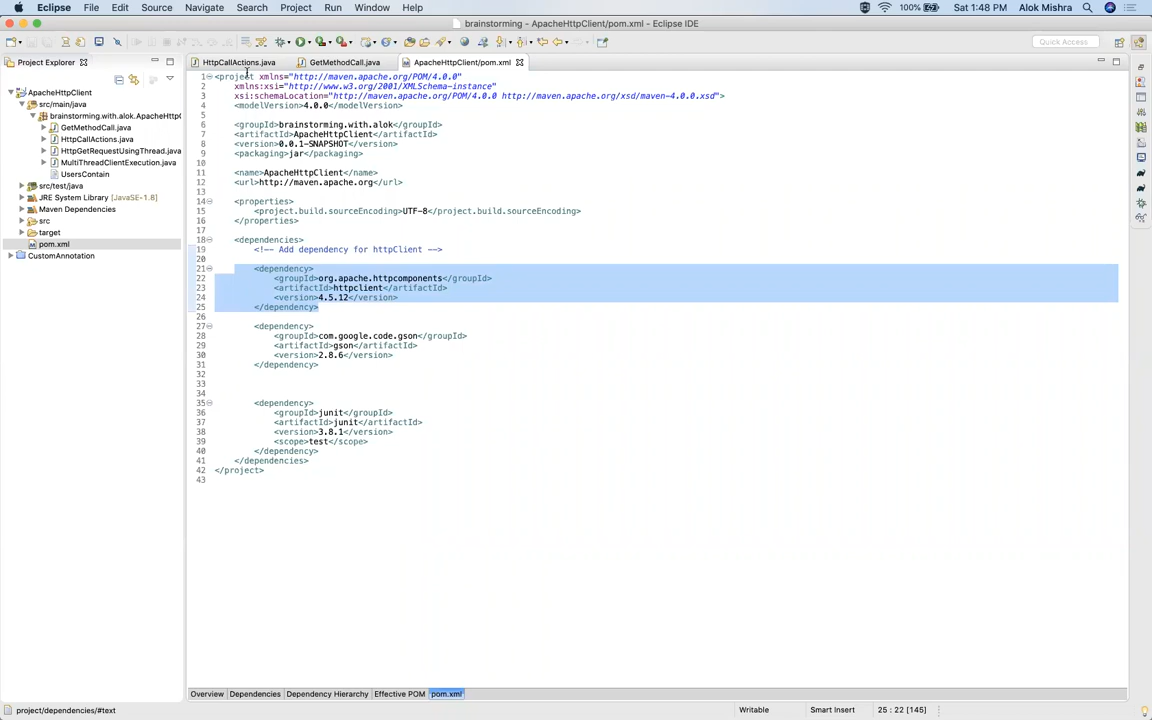 Eclipse File Edit Source Navigate Search Project Run Window Help 100% Sat 1:48 PM Alok Mishra
brainstorming - ApacheHttpClient/pom.xml - Eclipse IDE
Quick Access
Project Explorer
ApacheHttpClient
src/main/java
brainstorming.with.alok.ApacheHttpC
GetMethodCall.java
HttpCallActions.java
HttpGetRequestUsingThread.java
MultiThreadClientExecution.java
UsersContain
src/test/java
JRE System Library [JavaSE-1.8]
Maven Dependencies
src
target
pom.xml
CustomAnnotation
HttpCallActions.java GetMethodCall.java ApacheHttpClient/pom.xml
1 <project xmlns="http://maven.apache.org/POM/4.0.0"
2 xmlns:xsi="http://www.w3.org/2001/XMLSchema-instance"
3 xsi:schemaLocation="http://maven.apache.org/POM/4.0.0 http://maven.apache.org/xsd/maven-4.0.0.xsd">
4 <modelVersion>4.0.0</modelVersion>
5
6 <groupId>brainstorming.with.alok</groupId>
7 <artifactId>ApacheHttpClient</artifactId>
8 <version>0.0.1-SNAPSHOT</version>
9 <packaging>jar</packaging>
10
11 <name>ApacheHttpClient</name>
12 <url>http://maven.apache.org</url>
13
14 <properties>
15 <project.build.sourceEncoding>UTF-8</project.build.sourceEncoding>
16 </properties>
17
18 <dependencies>
19 <!-- Add dependency for httpClient -->
20
21 <dependency>
22 <groupId>org.apache.httpcomponents</groupId>
23 <artifactId>httpclient</artifactId>
24 <version>4.5.12</version>
25 </dependency>
26
27 <dependency>
28 <groupId>com.google.code.gson</groupId>
29 <artifactId>gson</artifactId>
30 <version>2.8.6</version>
31 </dependency>
32
33
34
35 <dependency>
36 <groupId>junit</groupId>
37 <artifactId>junit</artifactId>
38 <version>3.8.1</version>
39 <scope>test</scope>
40 </dependency>
41 </dependencies>
42 </project>
43
Overview Dependencies Dependency Hierarchy Effective POM pom.xml
project/dependencies/#text Writable Smart Insert 25 : 22 [145]